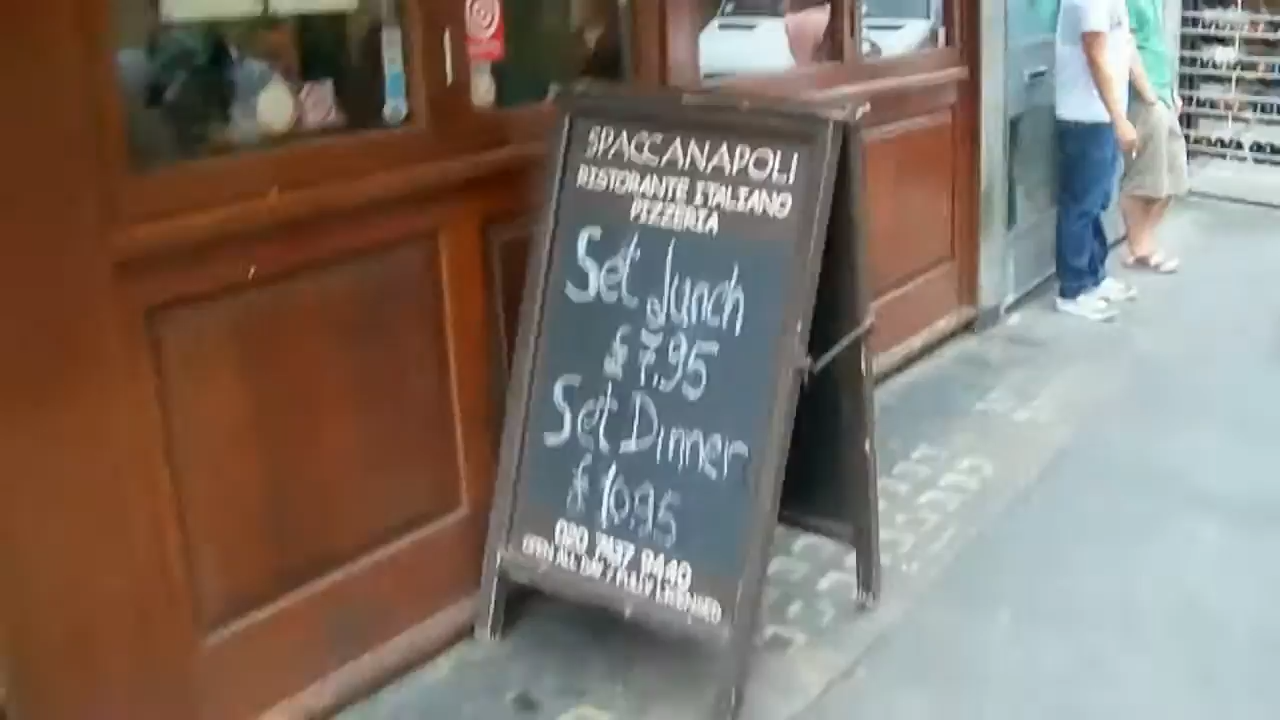 SPACCANAPOLI
RISTORANTE ITALIANO
PIZZERIA
Set lunch
£7.95
Set Dinner
£10.95
020 7437 9440
OPEN ALL DAY / FULLY LICENSED